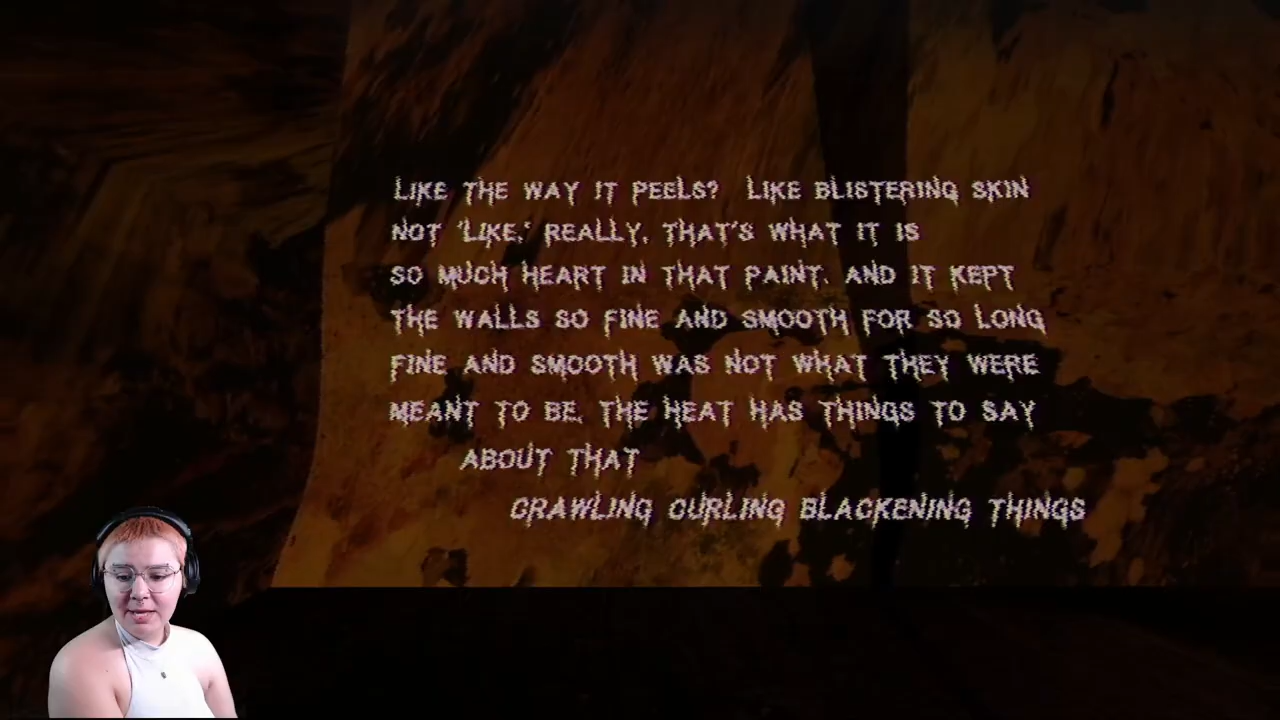 LIKE THE WAY IT PEELS? LIKE BLISTERING SKIN
NOT 'LIKE,' REALLY, THAT'S WHAT IT IS
SO MUCH HEART IN THAT PAINT, AND IT KEPT
THE WALLS SO FINE AND SMOOTH FOR SO LONG
FINE AND SMOOTH WAS NOT WHAT THEY WERE
MEANT TO BE, THE HEAT HAS THINGS TO SAY
ABOUT THAT
CRAWLING CURLING BLACKENING THINGS